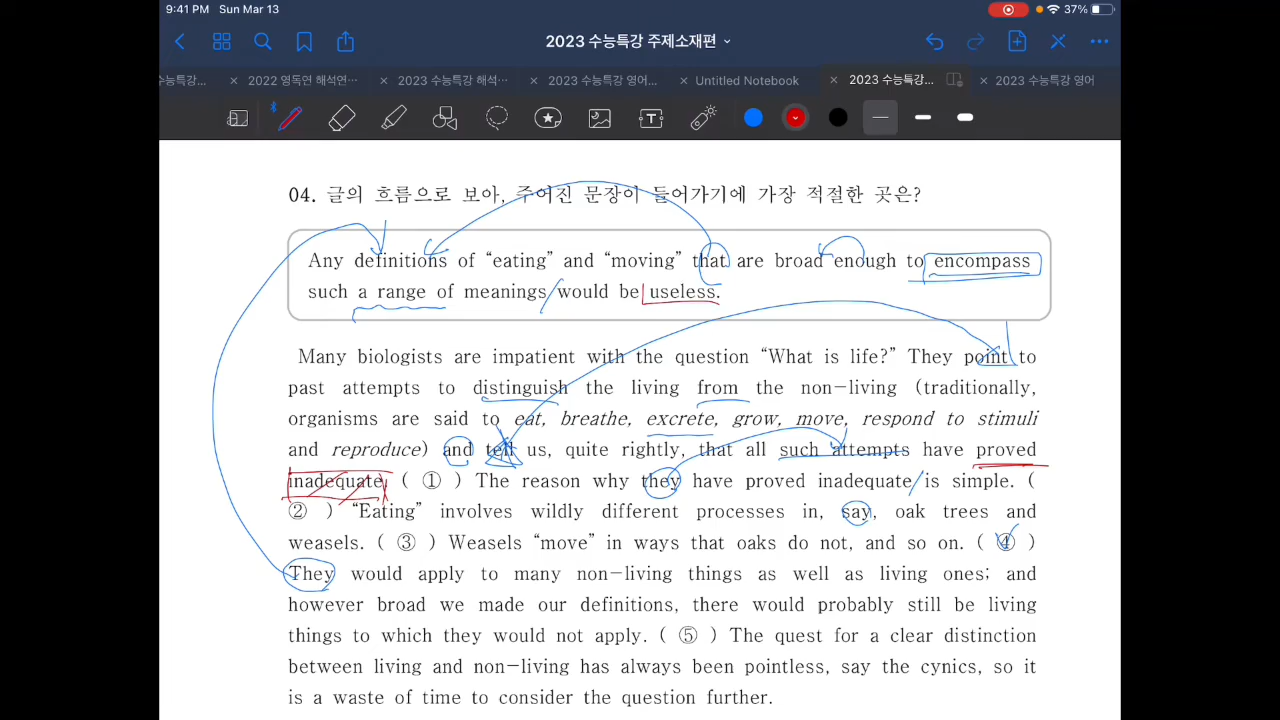 9:41 PM Sun Mar 13
37%
2023 수능특강 주제소재편
수능특강...
2022 영독연 해석연...
2023 수능특강 해석...
2023 수능특강 영어...
Untitled Notebook
2023 수능특강...
2023 수능특강 영어
04. 글의 흐름으로 보아, 주어진 문장이 들어가기에 가장 적절한 곳은?
Any definitions of “eating” and “moving” that are broad enough to encompass
such a range of meanings would be useless.
Many biologists are impatient with the question “What is life?” They point to
past attempts to distinguish the living from the non-living (traditionally,
organisms are said to eat, breathe, excrete, grow, move, respond to stimuli
and reproduce) and tell us, quite rightly, that all such attempts have proved
inadequate. ( ① ) The reason why they have proved inadequate is simple. (
② ) “Eating” involves wildly different processes in, say, oak trees and
weasels. ( ③ ) Weasels “move” in ways that oaks do not, and so on. ( ④ )
They would apply to many non-living things as well as living ones; and
however broad we made our definitions, there would probably still be living
things to which they would not apply. ( ⑤ ) The quest for a clear distinction
between living and non-living has always been pointless, say the cynics, so it
is a waste of time to consider the question further.